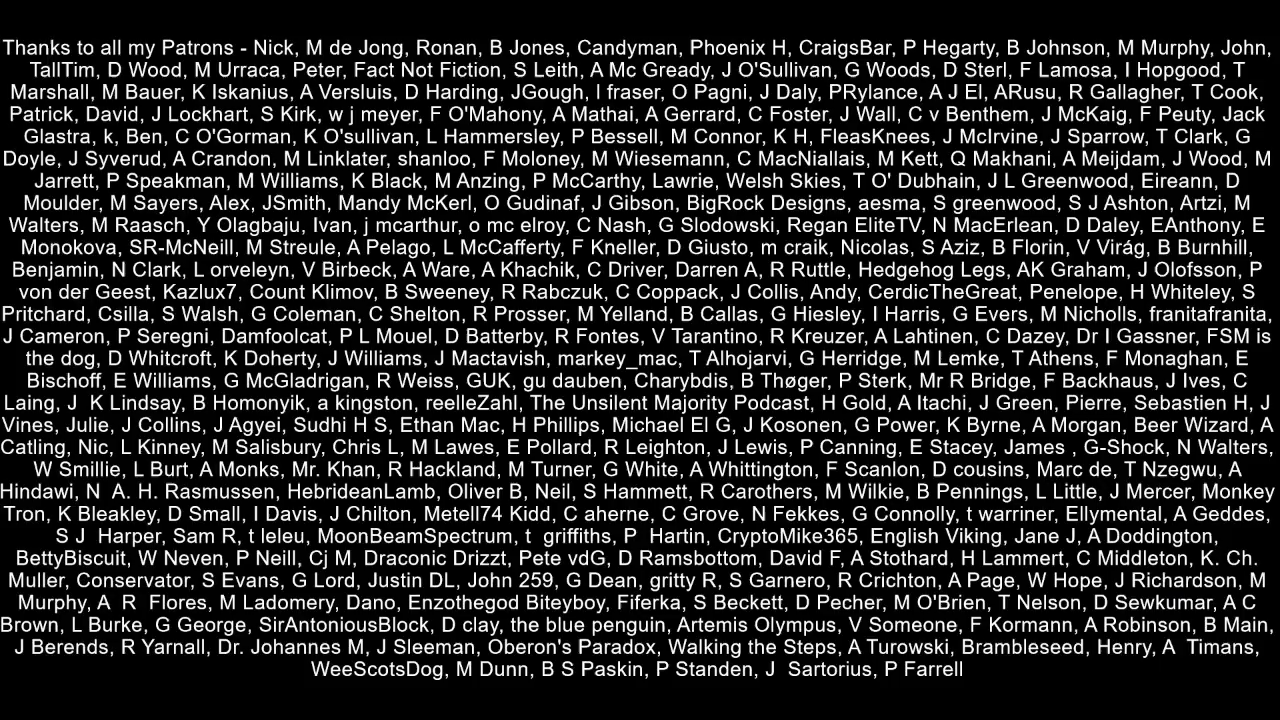 Thanks to all my Patrons - Nick, M de Jong, Ronan, B Jones, Candyman, Phoenix H, CraigsBar, P Hegarty, B Johnson, M Murphy, John,
TallTim, D Wood, M Urraca, Peter, Fact Not Fiction, S Leith, A Mc Gready, J O'Sullivan, G Woods, D Sterl, F Lamosa, I Hopgood, T
Marshall, M Bauer, K Iskanius, A Versluis, D Harding, JGough, l fraser, O Pagni, J Daly, PRylance, A J El, ARusu, R Gallagher, T Cook,
Patrick, David, J Lockhart, S Kirk, w j meyer, F O'Mahony, A Mathai, A Gerrard, C Foster, J Wall, C v Benthem, J McKaig, F Peuty, Jack
Glastra, k, Ben, C O'Gorman, K O'sullivan, L Hammersley, P Bessell, M Connor, K H, FleasKnees, J McIrvine, J Sparrow, T Clark, G
Doyle, J Syverud, A Crandon, M Linklater, shanloo, F Moloney, M Wiesemann, C MacNiallais, M Kett, Q Makhani, A Meijdam, J Wood, M
Jarrett, P Speakman, M Williams, K Black, M Anzing, P McCarthy, Lawrie, Welsh Skies, T O' Dubhain, J L Greenwood, Eireann, D
Moulder, M Sayers, Alex, JSmith, Mandy McKerl, O Gudinaf, J Gibson, BigRock Designs, aesma, S greenwood, S J Ashton, Artzi, M
Walters, M Raasch, Y Olagbaju, Ivan, j mcarthur, o mc elroy, C Nash, G Slodowski, Regan EliteTV, N MacErlean, D Daley, EAnthony, E
Monokova, SR-McNeill, M Streule, A Pelago, L McCafferty, F Kneller, D Giusto, m craik, Nicolas, S Aziz, B Florin, V Virág, B Burnhill,
Benjamin, N Clark, L orveleyn, V Birbeck, A Ware, A Khachik, C Driver, Darren A, R Ruttle, Hedgehog Legs, AK Graham, J Olofsson, P
von der Geest, Kazlux7, Count Klimov, B Sweeney, R Rabczuk, C Coppack, J Collis, Andy, CerdicTheGreat, Penelope, H Whiteley, S
Pritchard, Csilla, S Walsh, G Coleman, C Shelton, R Prosser, M Yelland, B Callas, G Hiesley, I Harris, G Evers, M Nicholls, franitafranita,
J Cameron, P Seregni, Damfoolcat, P L Mouel, D Batterby, R Fontes, V Tarantino, R Kreuzer, A Lahtinen, C Dazey, Dr I Gassner, FSM is
the dog, D Whitcroft, K Doherty, J Williams, J Mactavish, markey_mac, T Alhojarvi, G Herridge, M Lemke, T Athens, F Monaghan, E
Bischoff, E Williams, G McGladrigan, R Weiss, GUK, gu dauben, Charybdis, B Thøger, P Sterk, Mr R Bridge, F Backhaus, J Ives, C
Laing, J  K Lindsay, B Homonyik, a kingston, reelleZahl, The Unsilent Majority Podcast, H Gold, A Itachi, J Green, Pierre, Sebastien H, J
Vines, Julie, J Collins, J Agyei, Sudhi H S, Ethan Mac, H Phillips, Michael El G, J Kosonen, G Power, K Byrne, A Morgan, Beer Wizard, A
Catling, Nic, L Kinney, M Salisbury, Chris L, M Lawes, E Pollard, R Leighton, J Lewis, P Canning, E Stacey, James , G-Shock, N Walters,
W Smillie, L Burt, A Monks, Mr. Khan, R Hackland, M Turner, G White, A Whittington, F Scanlon, D cousins, Marc de, T Nzegwu, A
Hindawi, N  A. H. Rasmussen, HebrideanLamb, Oliver B, Neil, S Hammett, R Carothers, M Wilkie, B Pennings, L Little, J Mercer, Monkey
Tron, K Bleakley, D Small, I Davis, J Chilton, Metell74 Kidd, C aherne, C Grove, N Fekkes, G Connolly, t warriner, Ellymental, A Geddes,
S J  Harper, Sam R, t leleu, MoonBeamSpectrum, t  griffiths, P  Hartin, CryptoMike365, English Viking, Jane J, A Doddington,
BettyBiscuit, W Neven, P Neill, Cj M, Draconic Drizzt, Pete vdG, D Ramsbottom, David F, A Stothard, H Lammert, C Middleton, K. Ch.
Muller, Conservator, S Evans, G Lord, Justin DL, John 259, G Dean, gritty R, S Garnero, R Crichton, A Page, W Hope, J Richardson, M
Murphy, A  R  Flores, M Ladomery, Dano, Enzothegod Biteyboy, Fiferka, S Beckett, D Pecher, M O'Brien, T Nelson, D Sewkumar, A C
Brown, L Burke, G George, SirAntoniousBlock, D clay, the blue penguin, Artemis Olympus, V Someone, F Kormann, A Robinson, B Main,
J Berends, R Yarnall, Dr. Johannes M, J Sleeman, Oberon's Paradox, Walking the Steps, A Turowski, Brambleseed, Henry, A  Timans,
WeeScotsDog, M Dunn, B S Paskin, P Standen, J  Sartorius, P Farrell